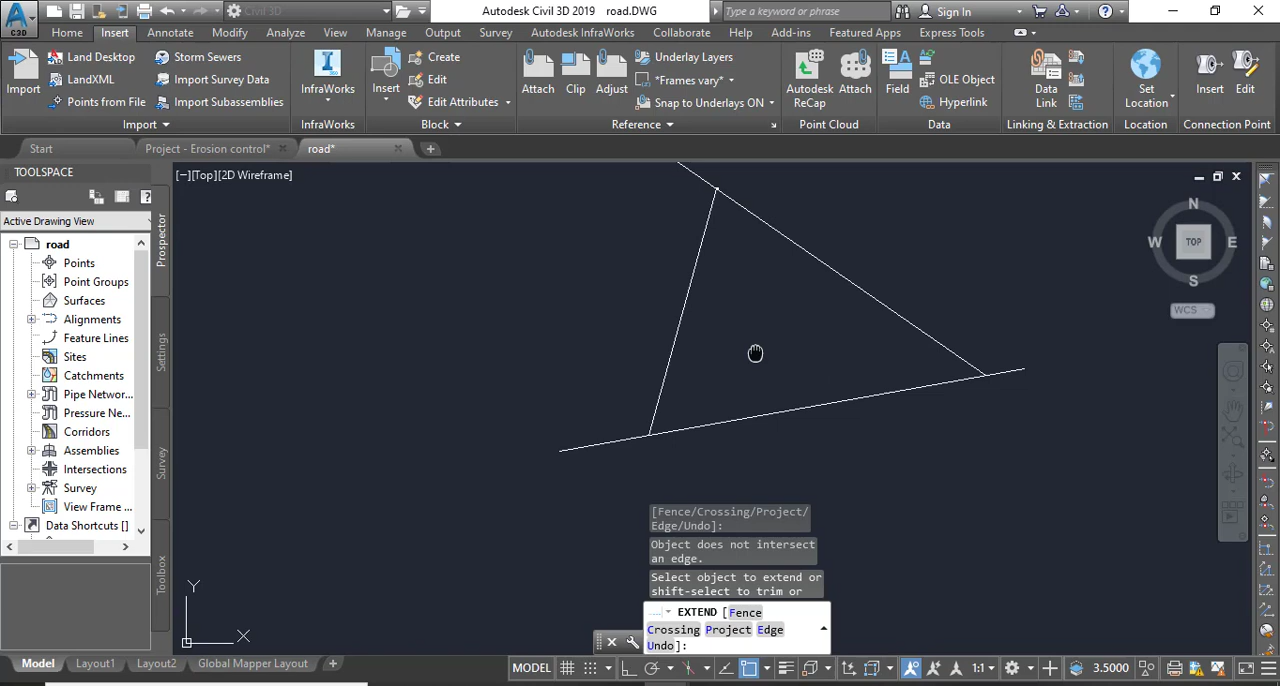 Civil 3D
Autodesk Civil 3D 2019 road.DWG
Type a keyword or phrase
Sign In
C3D
Home Insert Annotate Modify Analyze View Manage Output Survey Autodesk InfraWorks Collaborate Help Add-ins Featured Apps Express Tools
Import
Land Desktop
LandXML
Points from File
Storm Sewers
Import Survey Data
Import Subassemblies
Import
InfraWorks
InfraWorks
Insert
Create
Edit
Edit Attributes
Block
Attach
Clip
Adjust
Underlay Layers
*Frames vary*
Snap to Underlays ON
Reference
Autodesk
ReCap
Attach
Point Cloud
Field
OLE Object
Hyperlink
Data
Data
Link
Linking & Extraction
Set
Location
Location
Insert
Edit
Connection Point
Start
Project - Erosion control*
road*
TOOLSPACE
Active Drawing View
road
Points
Point Groups
Surfaces
Alignments
Feature Lines
Sites
Catchments
Pipe Networ...
Pressure Ne...
Corridors
Assemblies
Intersections
Survey
View Frame ...
Data Shortcuts []
Prospector
Settings
Survey
Toolbox
[−][Top][2D Wireframe]
N
W
TOP
E
S
WCS
Y
X
[Fence/Crossing/Project/
Edge/Undo]:
Object does not intersect
an edge.
Select object to extend or
shift-select to trim or
EXTEND [Fence
Crossing Project Edge
Undo]:
Model
Layout1
Layout2
Global Mapper Layout
MODEL
1:1
3.5000